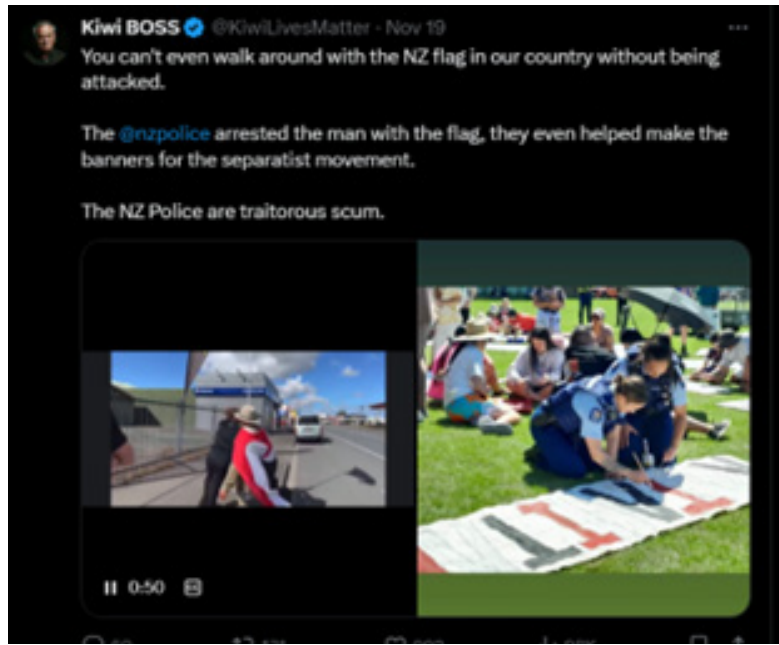 Kiwi BOSS @KiwiLivesMatter · Nov 19
You can't even walk around with the NZ flag in our country without being
attacked.
The @nzpolice arrested the man with the flag, they even helped make the
banners for the separatist movement.
The NZ Police are traitorous scum.
0:50